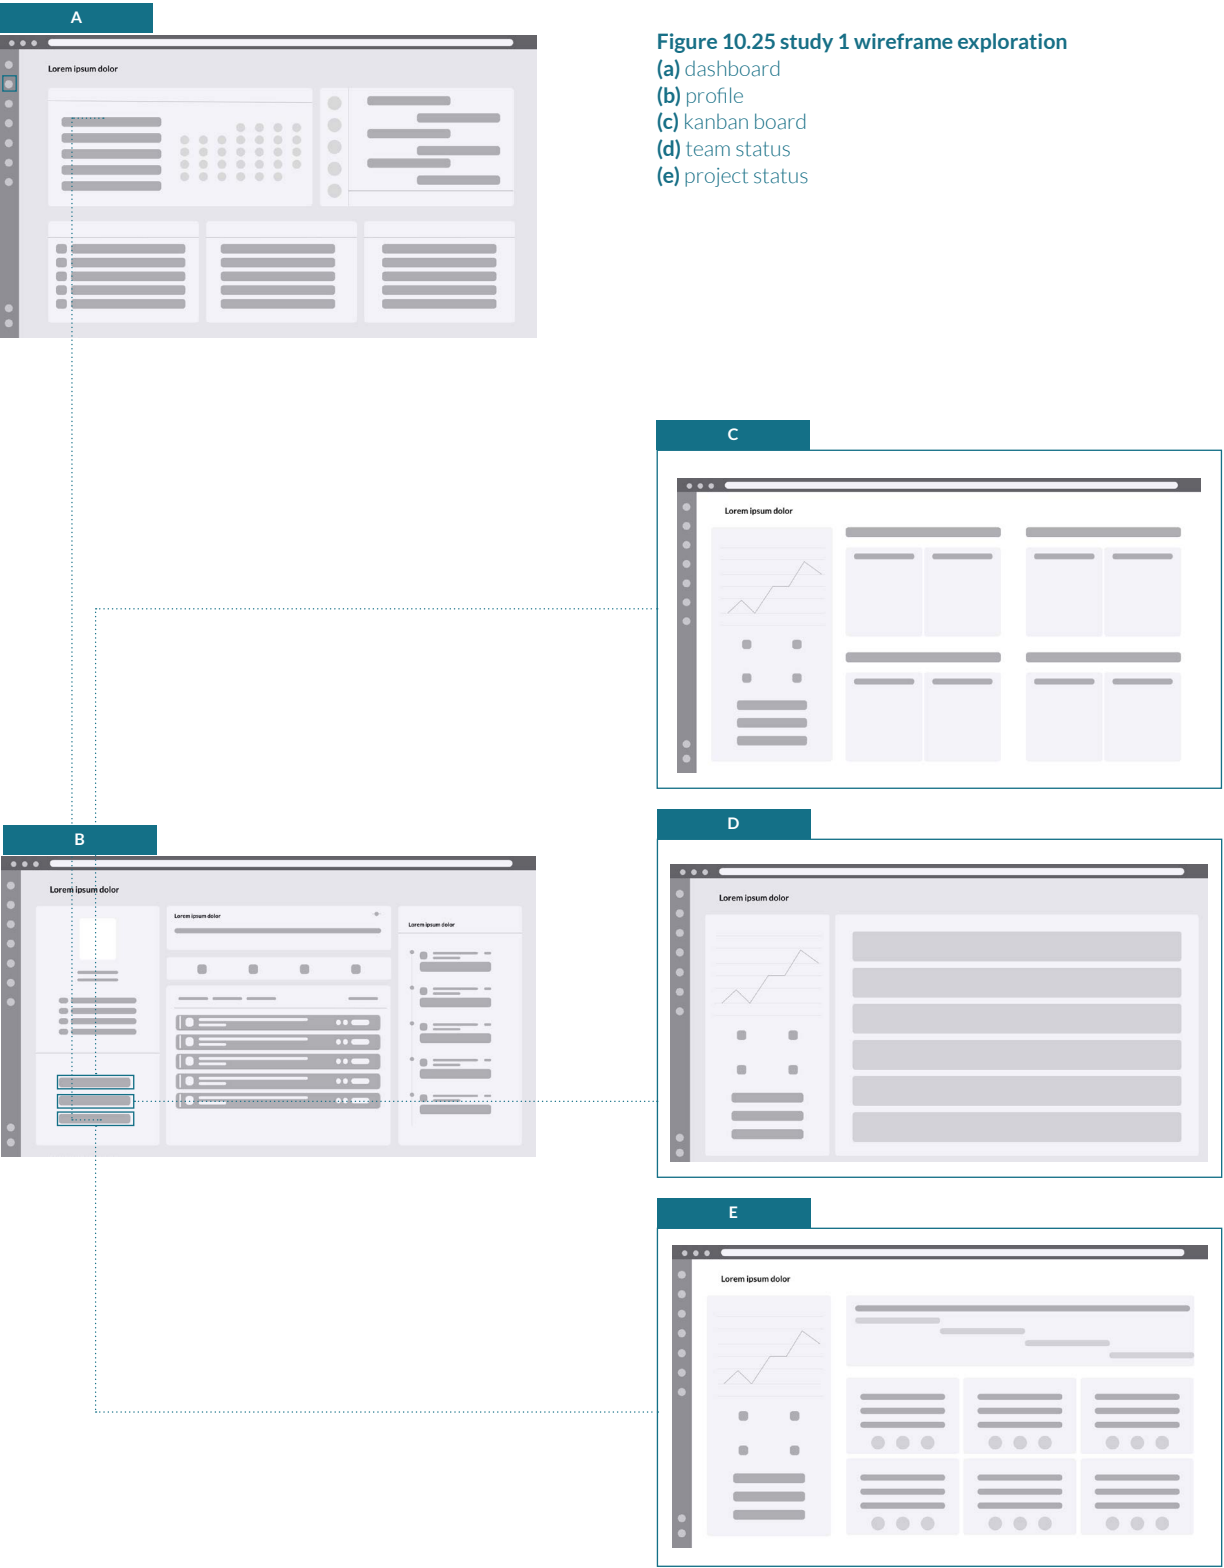 A
Lorem ipsum dolor
Figure 10.25 study 1 wireframe exploration
(a) dashboard
(b) profile
(c) kanban board
(d) team status
(e) project status
C
Lorem ipsum dolor
B
Lorem ipsum dolor
Lorem ipsum dolor
Lorem ipsum dolor
D
Lorem ipsum dolor
E
Lorem ipsum dolor